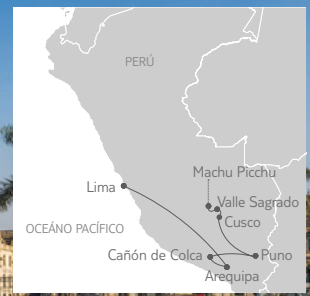 PERÚ
Machu Picchu
Lima
Valle Sagrado
Cusco
OCEÁNO PACÍFICO
Cañón de Colca
Puno
Arequipa